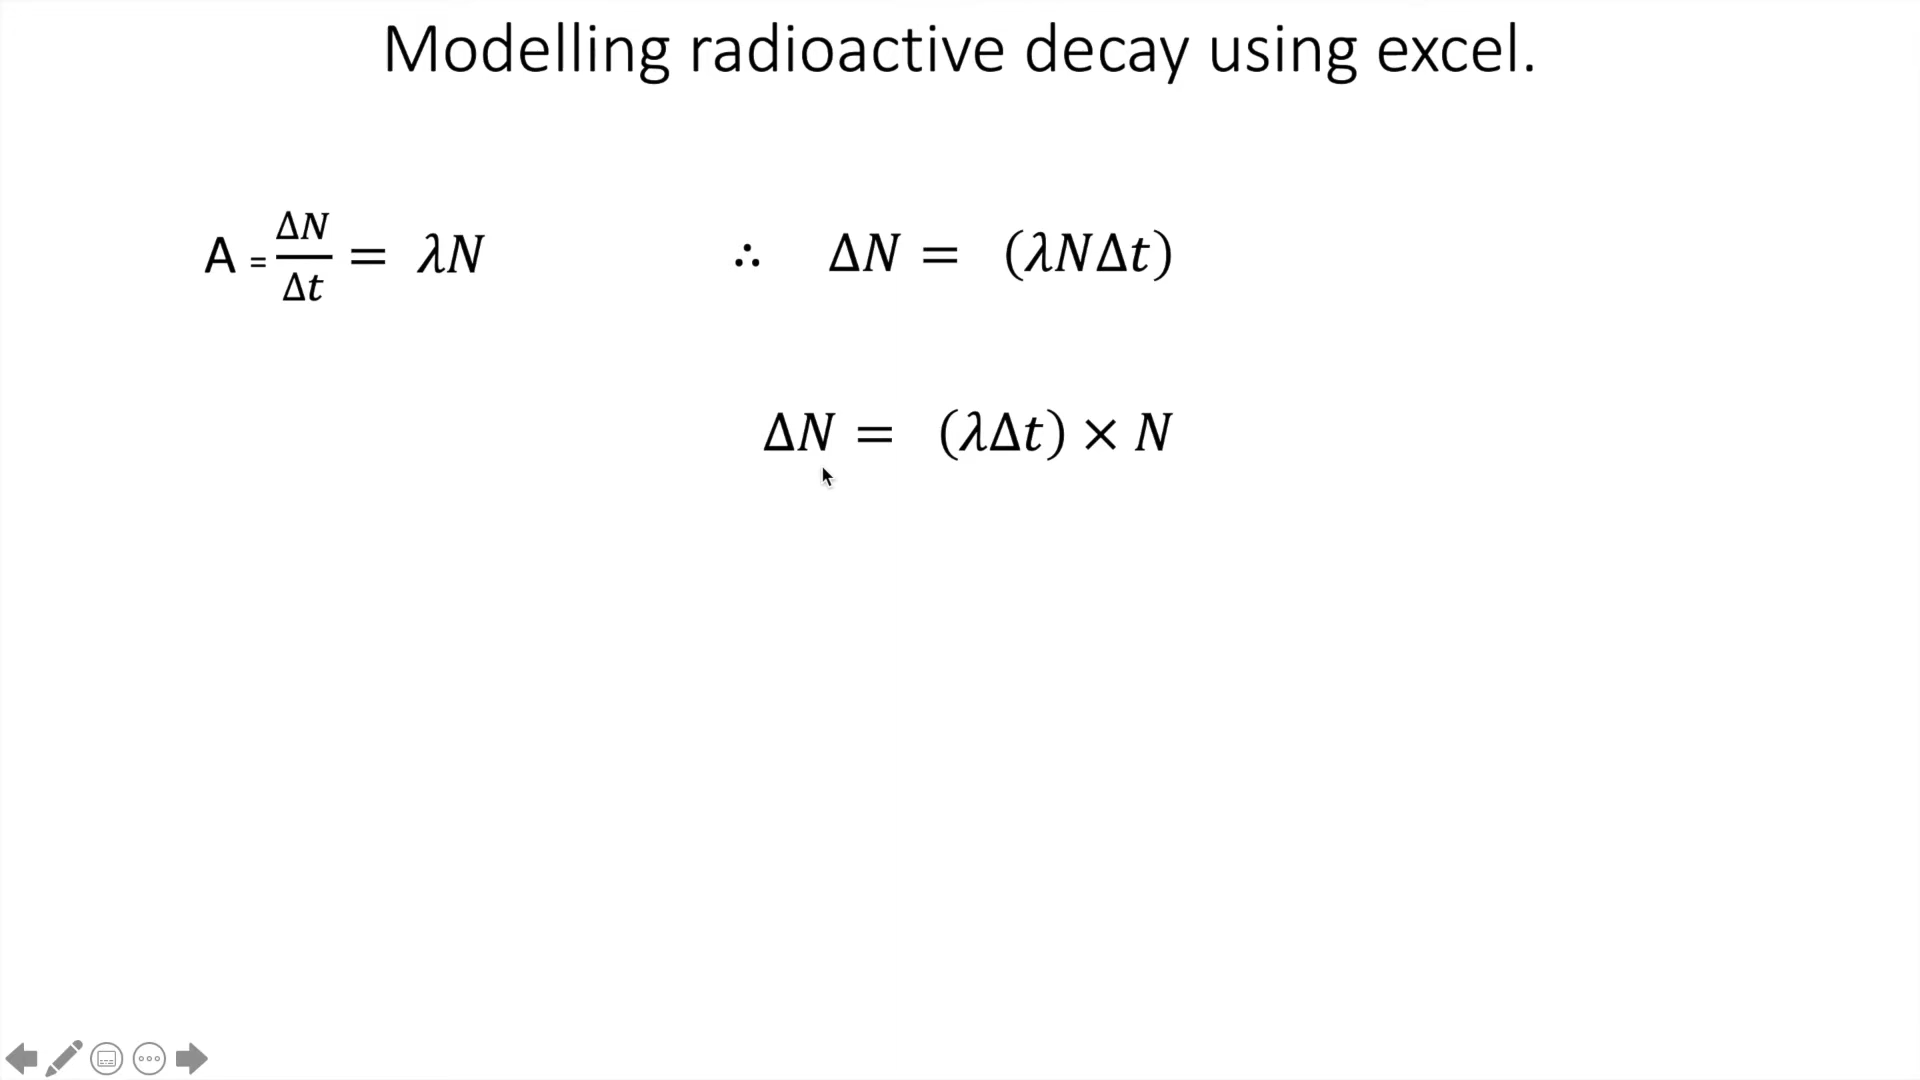 Modelling radioactive decay using excel.
A = ΔN/Δt = λN ∴ ΔN = (λNΔt)
ΔN = (λΔt) × N